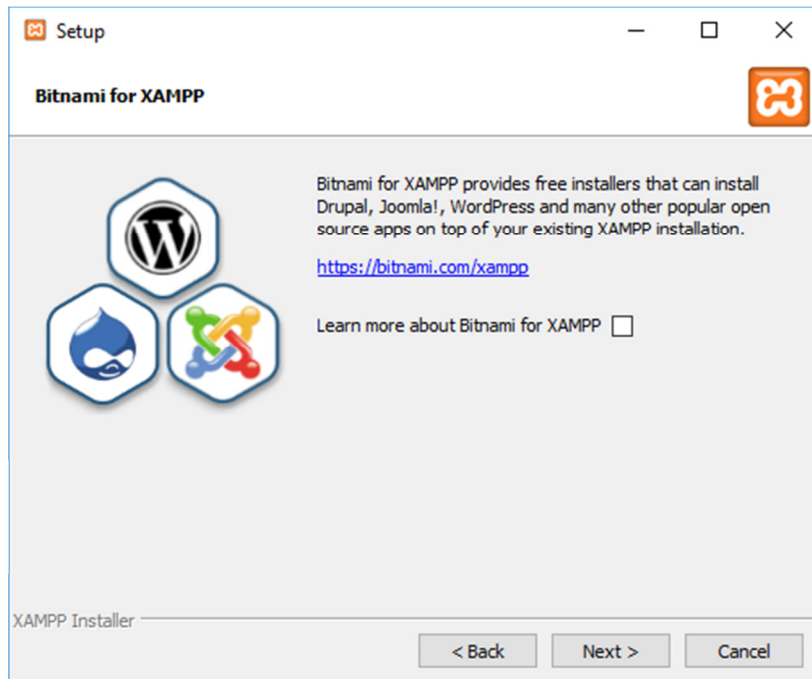 Setup
Bitnami for XAMPP
Bitnami for XAMPP provides free installers that can install
Drupal, Joomla!, WordPress and many other popular open
source apps on top of your existing XAMPP installation.
https://bitnami.com/xampp
Learn more about Bitnami for XAMPP
XAMPP Installer
< Back
Next >
Cancel